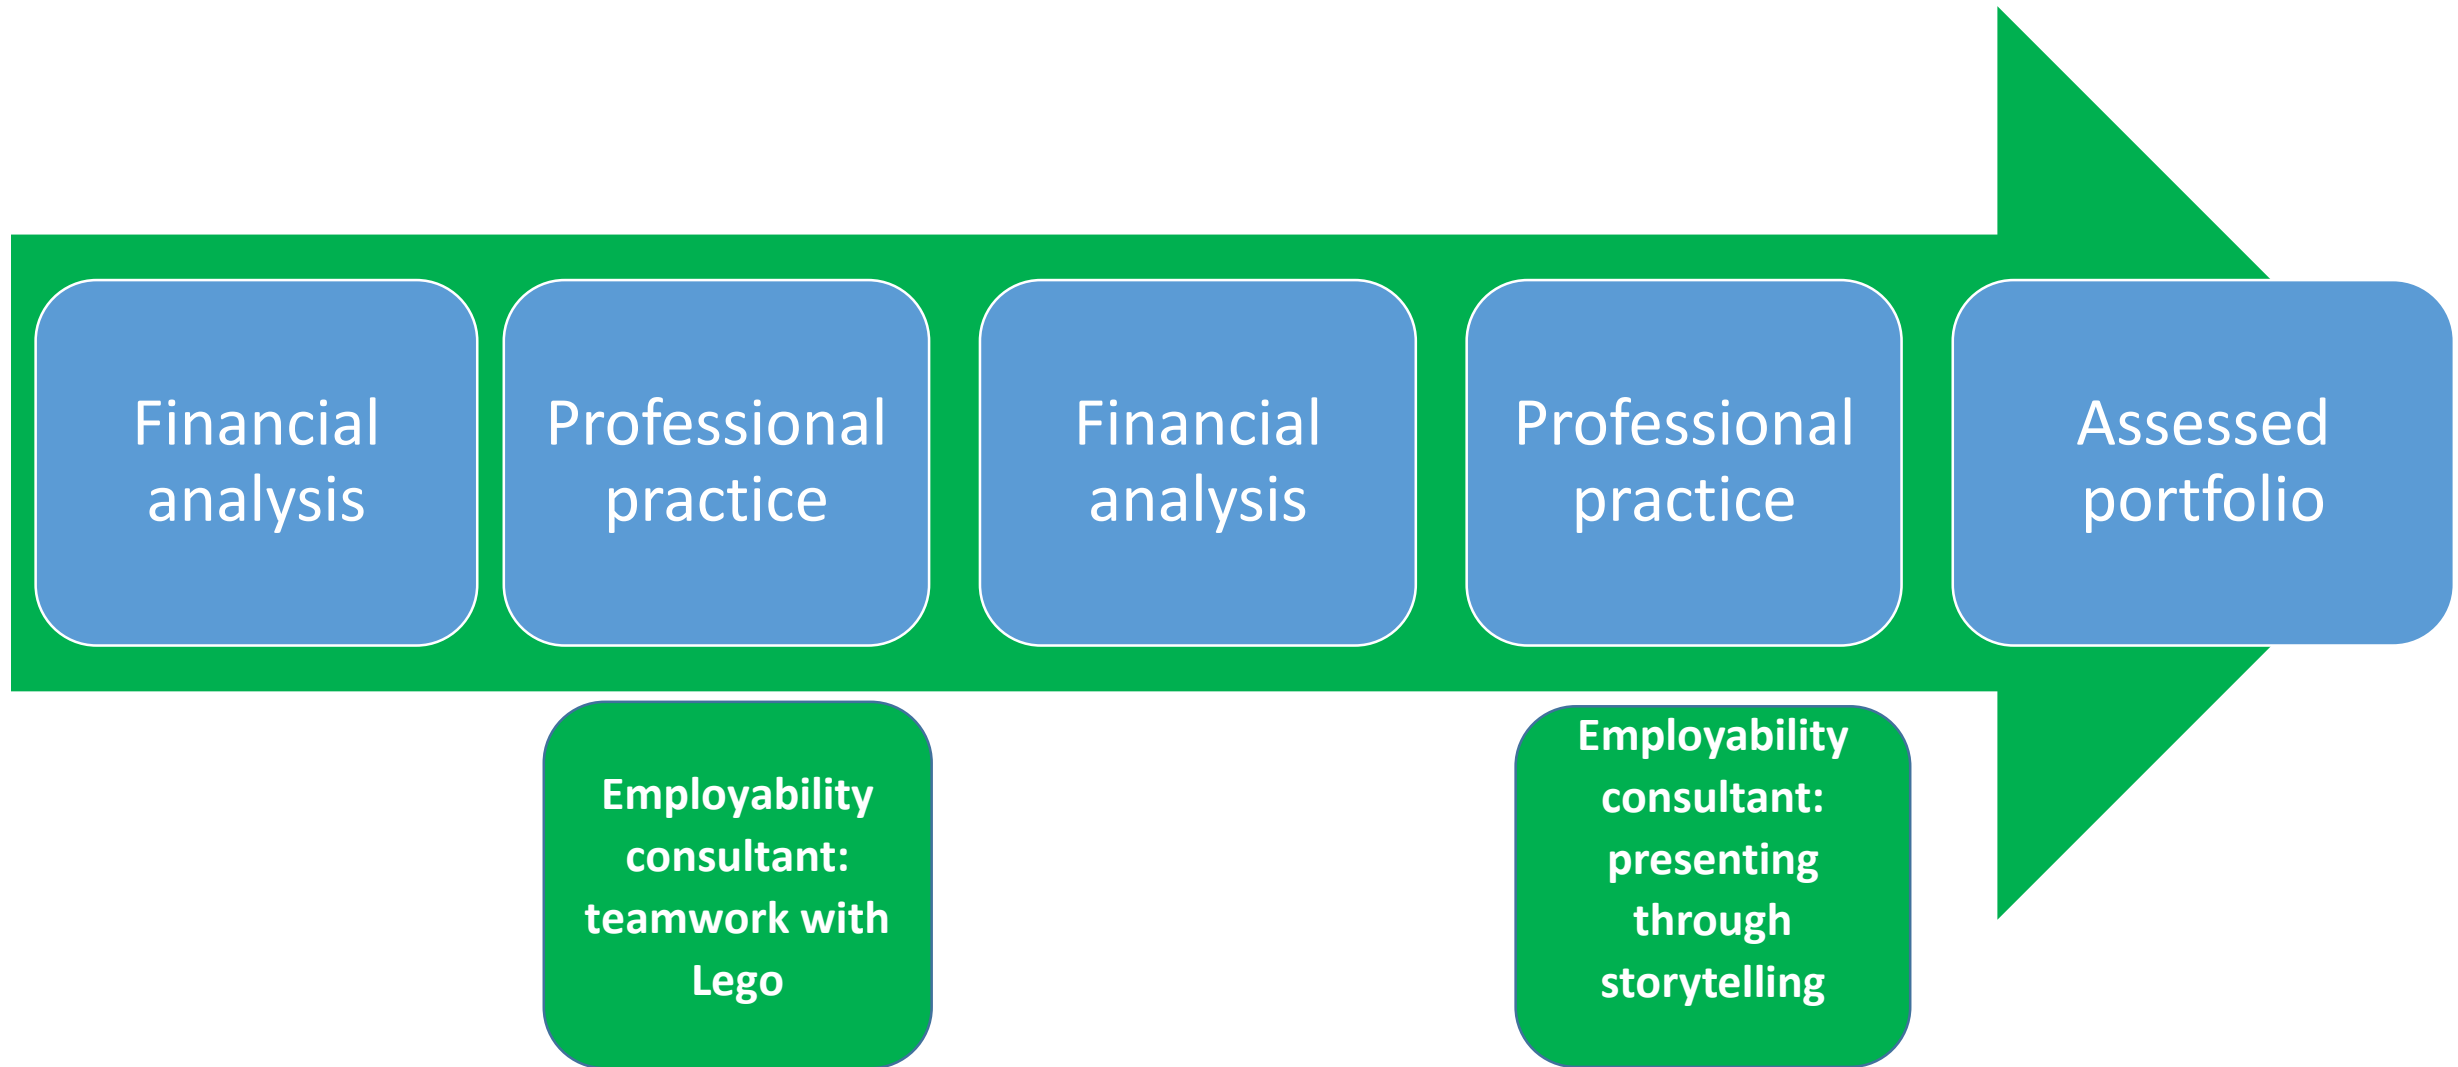 Financial
analysis
Professional
practice
Financial
analysis
Professional
practice
Assessed
portfolio
Employability
consultant:
teamwork with
Lego
Employability
consultant:
presenting
through
storytelling